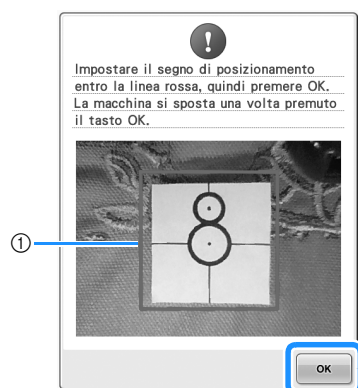 Impostare il segno di posizionamento
entro la linea rossa, quindi premere OK.
La macchina si sposta una volta premuto
il tasto OK.
①
OK